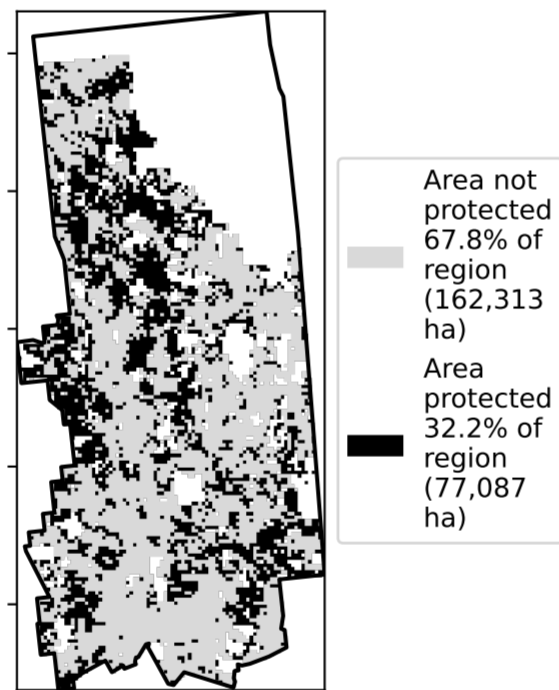 Area not
protected
67.8% of
region
(162,313
ha)
Area
protected
32.2% of
region
(77,087
ha)